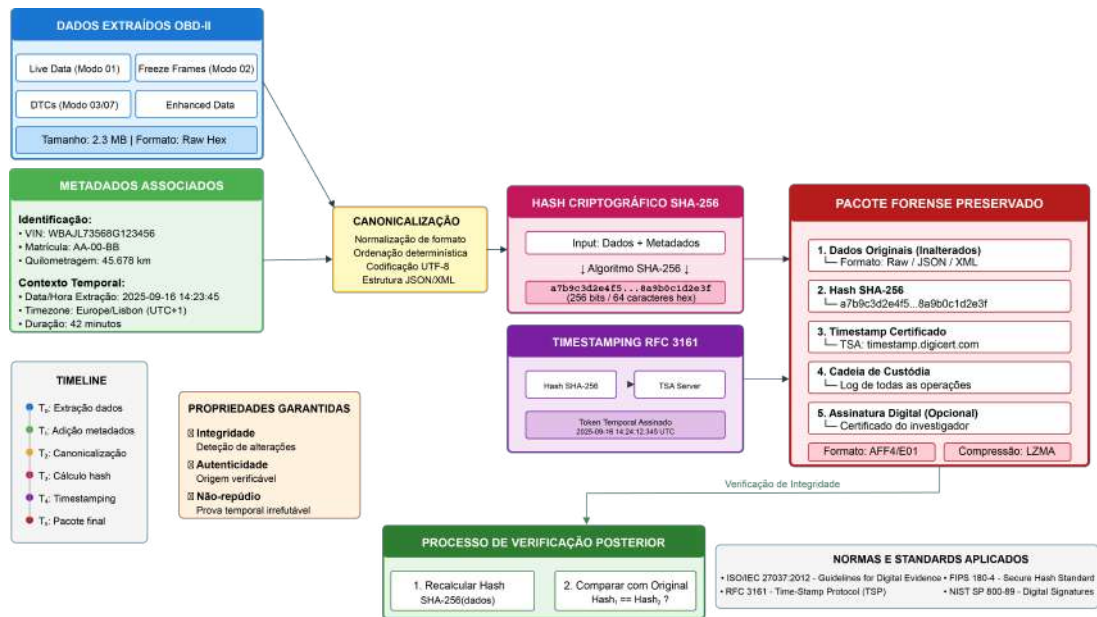 DADOS EXTRAÍDOS OBD-II
Live Data (Modo 01)
Freeze Frames (Modo 02)
DTCs (Modo 03/07)
Enhanced Data
Tamanho: 2.3 MB | Formato: Raw Hex
METADADOS ASSOCIADOS
Identificação:
• VIN: WBAJL73568G123456
• Matrícula: AA-00-BB
• Quilometragem: 45.678 km
Contexto Temporal:
• Data/Hora Extração: 2025-09-16 14:23:45
• Timezone: Europe/Lisbon (UTC+1)
• Duração: 42 minutos
CANONICALIZAÇÃO
Normalização de formato
Ordenação determinística
Codificação UTF-8
Estrutura JSON/XML
HASH CRIPTOGRÁFICO SHA-256
Input: Dados + Metadados
↓ Algoritmo SHA-256 ↓
a7b9c3d2e4f5...8a9b0c1d2e3f
(256 bits / 64 caracteres hex)
TIMESTAMPING RFC 3161
Hash SHA-256
TSA Server
Token Temporal Assinado
2025-09-16 14:24:12.345 UTC
PACOTE FORENSE PRESERVADO
1. Dados Originais (Inalterados)
└─ Formato: Raw / JSON / XML
2. Hash SHA-256
└─ a7b9c3d2e4f5...8a9b0c1d2e3f
3. Timestamp Certificado
└─ TSA: timestamp.digicert.com
4. Cadeia de Custódia
└─ Log de todas as operações
5. Assinatura Digital (Opcional)
└─ Certificado do investigador
Formato: AFF4/E01
Compressão: LZMA
TIMELINE
T₀: Extração dados
T₁: Adição metadados
T₂: Canonicalização
T₃: Cálculo hash
T₄: Timestamping
T₅: Pacote final
PROPRIEDADES GARANTIDAS
Integridade
Deteção de alterações
Autenticidade
Origem verificável
Não-repúdio
Prova temporal irrefutável
Verificação de Integridade
PROCESSO DE VERIFICAÇÃO POSTERIOR
1. Recalcular Hash
SHA-256(dados)
2. Comparar com Original
Hash₁ == Hash₂ ?
NORMAS E STANDARDS APLICADOS
• ISO/IEC 27037:2012 - Guidelines for Digital Evidence
• FIPS 180-4 - Secure Hash Standard
• RFC 3161 - Time-Stamp Protocol (TSP)
• NIST SP 800-89 - Digital Signatures